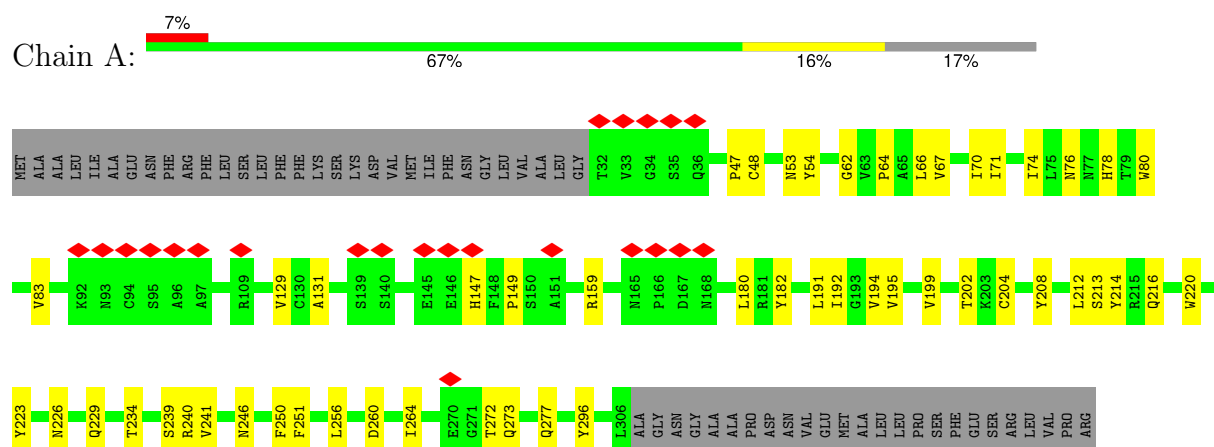 7%
Chain A:
67% 16% 17%
MET ALA ALA LEU ILE ALA GLU ASN PHE ARG PHE LEU SER LEU PHE PHE LYS SER LYS ASP VAL MET ILE PHE ASN GLY LEU VAL ALA LEU GLY T32 V33 G34 S35 Q36 P47 C48 N53 Y54 G62 V63 P64 A65 L66 V67 I70 I71 I74 L75 N76 N77 H78 T79 W80
V83 K92 N93 C94 S95 A96 A97 R109 V129 C130 A131 S139 S140 E145 E146 H147 F148 P149 S150 A151 R159 N165 P166 D167 N168 L180 R181 Y182 L191 I192 G193 V194 V195 V199 T202 K203 C204 Y208 L212 S213 Y214 R215 Q216 W220
Y223 N226 Q229 T234 S239 R240 V241 N246 F250 F251 L256 D260 I264 E270 G271 T272 Q273 Q277 Y296 L306 ALA GLY ASN GLY ALA ALA PRO ASP ASN VAL GLU MET ALA LEU LEU PRO SER PHE GLU SER ARG LEU VAL PRO ARG